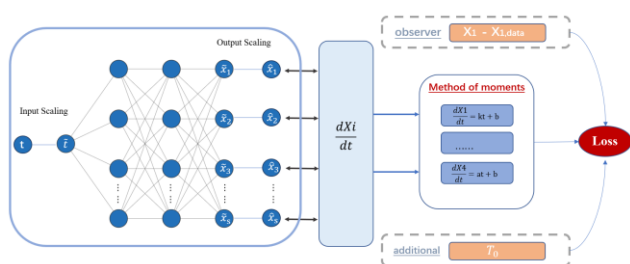 observer
X1 - X1,data
Output Scaling
Input Scaling
t
t̃
x̃1
x̂1
x̃2
x̂2
x̃3
x̂3
x̃s
x̂s
dXi
dt
Method of moments
dX1/dt = kt + b
……
dX4/dt = at + b
Loss
additional
T0